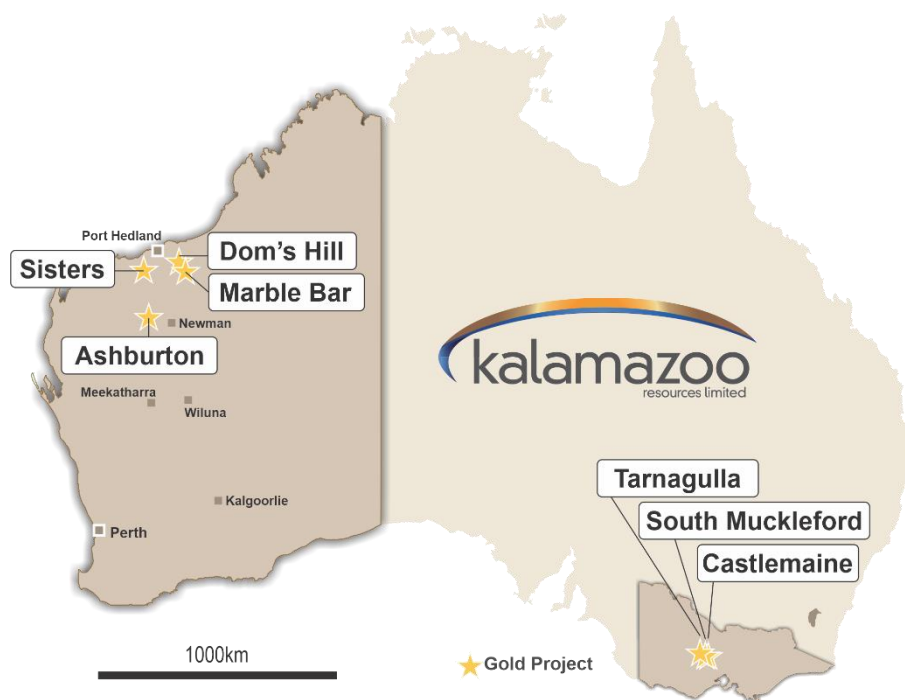 Port Hedland
Dom's Hill
Sisters
Marble Bar
Newman
Ashburton
Meekatharra
Wiluna
kalamazoo
resources limited
Tarnagulla
Kalgoorlie
South Muckleford
Perth
Castlemaine
1000km
Gold Project